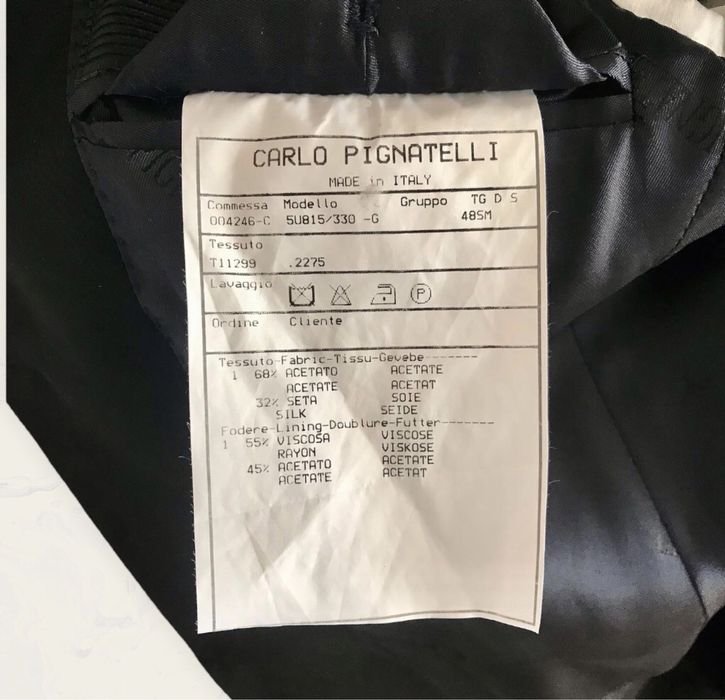 CARLO PIGNATELLI
MADE in ITALY
Commessa Modello Gruppo TG D S
004246-C 5U815/330 -G 48SM
Tessuto
T11299 .2275
Lavaggio
P
Ordine Cliente
Tessuto-Fabric-Tissu-Gevebe-------
1 68% ACETATO ACETATE
ACETATE ACETAT
32% SETA SOIE
SILK SEIDE
Fodere-Lining-Doublure-Futter-------
1 55% VISCOSA VISCOSE
RAYON VISKOSE
45% ACETATO ACETATE
ACETATE ACETAT